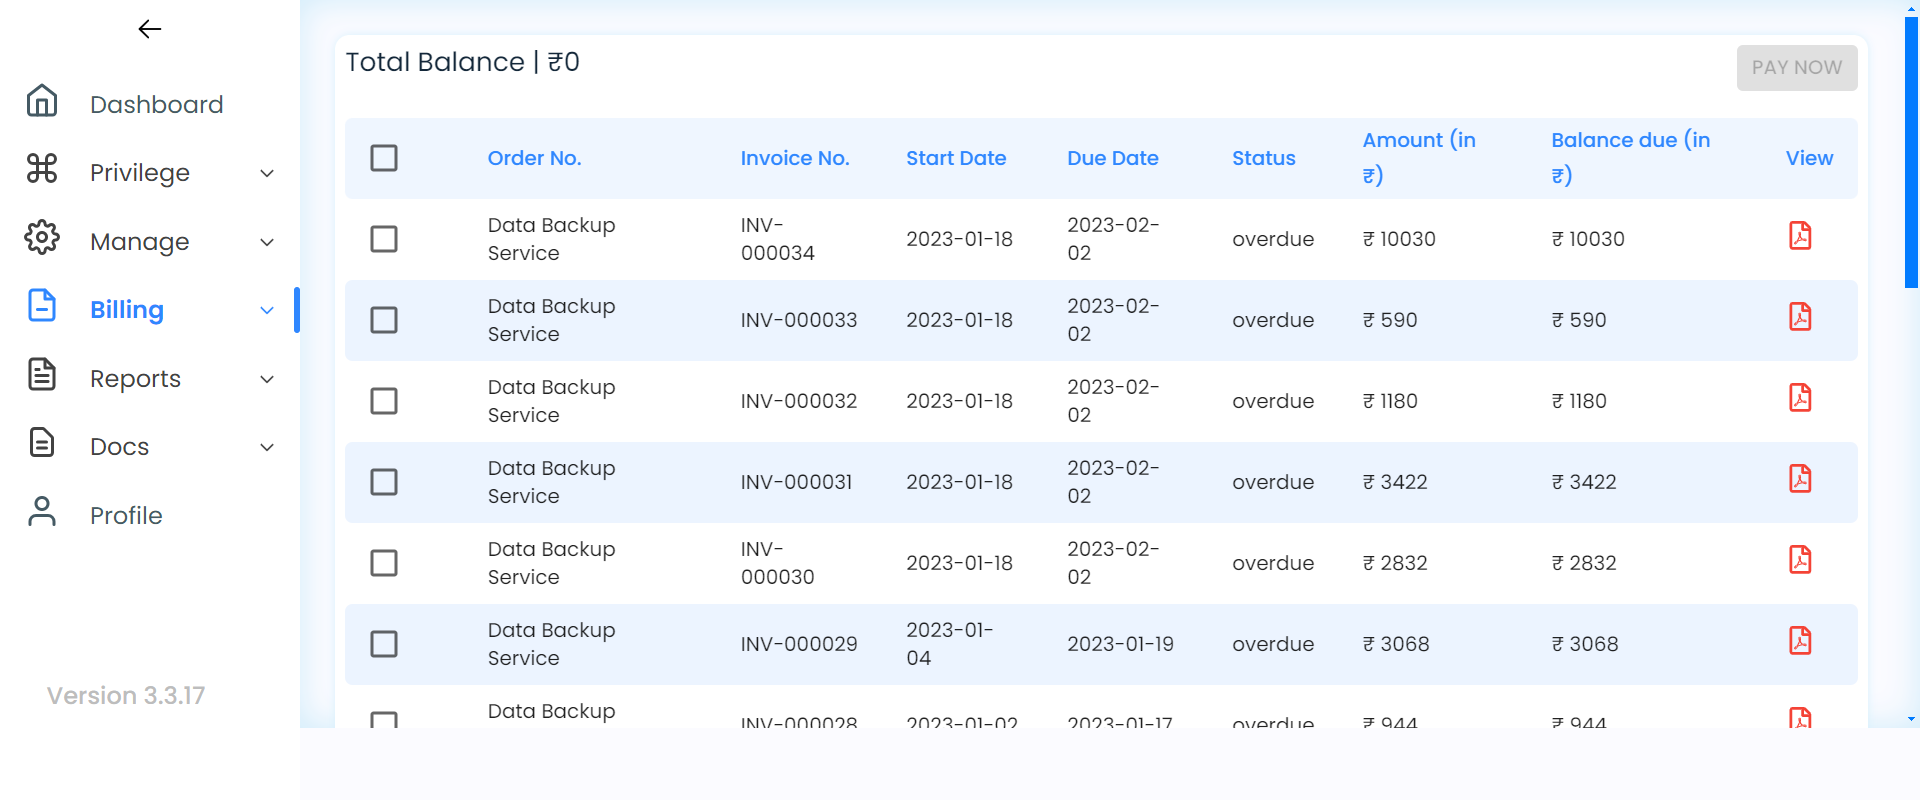 Dashboard
Privilege
Manage
Billing
Reports
Docs
Profile
Version 3.3.17
Total Balance | ₹0
PAY NOW
Order No. Invoice No. Start Date Due Date Status Amount (in ₹) Balance due (in ₹) View
Data Backup Service INV-000034 2023-01-18 2023-02-02 overdue ₹ 10030 ₹ 10030
Data Backup Service INV-000033 2023-01-18 2023-02-02 overdue ₹ 590 ₹ 590
Data Backup Service INV-000032 2023-01-18 2023-02-02 overdue ₹ 1180 ₹ 1180
Data Backup Service INV-000031 2023-01-18 2023-02-02 overdue ₹ 3422 ₹ 3422
Data Backup Service INV-000030 2023-01-18 2023-02-02 overdue ₹ 2832 ₹ 2832
Data Backup Service INV-000029 2023-01-04 2023-01-19 overdue ₹ 3068 ₹ 3068
Data Backup INV-000028 2023-01-02 2023-01-17 overdue ₹ 944 ₹ 944